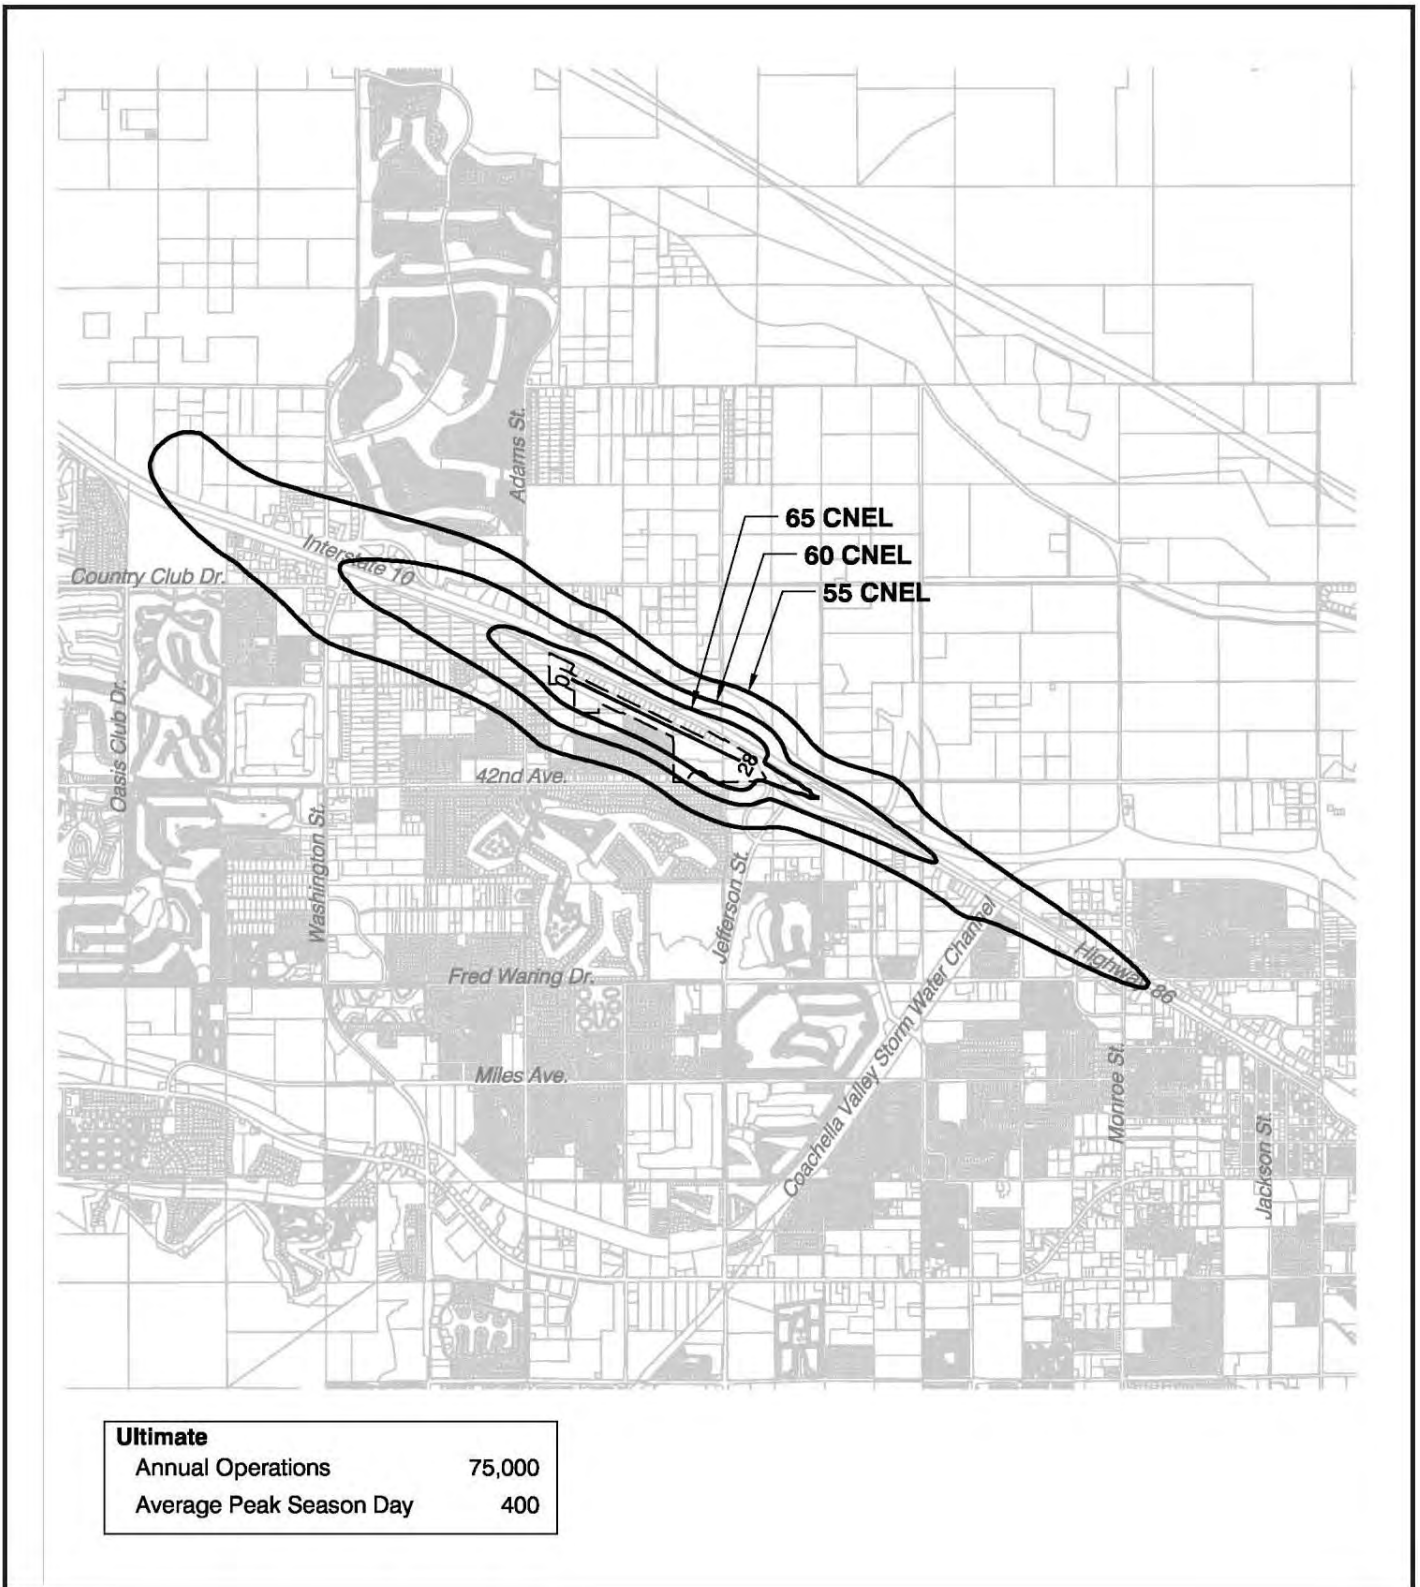 Adams St.
65 CNEL
Interstate 10
60 CNEL
Country Club Dr.
55 CNEL
Oasis Club Dr.
28
42nd Ave.
Washington St.
Jefferson St.
Fred Waring Dr.
Highway 86
Coachella Valley Storm Water Channel
Miles Ave.
Monroe St.
Jackson St.
Ultimate
Annual Operations 75,000
Average Peak Season Day 400